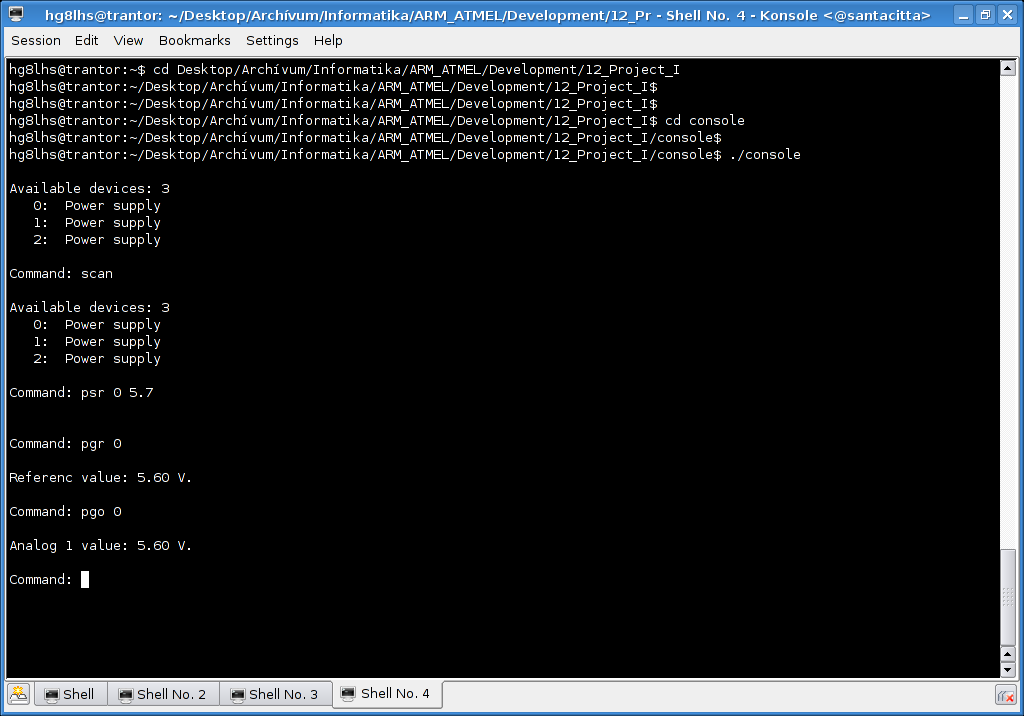 hg8lhs@trantor: ~/Desktop/Archívum/Informatika/ARM_ATMEL/Development/12_Pr - Shell No. 4 - Konsole <@santacitta>
Session Edit View Bookmarks Settings Help
hg8lhs@trantor:~$ cd Desktop/Archívum/Informatika/ARM_ATMEL/Development/12_Project_I
hg8lhs@trantor:~/Desktop/Archívum/Informatika/ARM_ATMEL/Development/12_Project_I$
hg8lhs@trantor:~/Desktop/Archívum/Informatika/ARM_ATMEL/Development/12_Project_I$
hg8lhs@trantor:~/Desktop/Archívum/Informatika/ARM_ATMEL/Development/12_Project_I$ cd console
hg8lhs@trantor:~/Desktop/Archívum/Informatika/ARM_ATMEL/Development/12_Project_I/console$
hg8lhs@trantor:~/Desktop/Archívum/Informatika/ARM_ATMEL/Development/12_Project_I/console$ ./console
Available devices: 3
0: Power supply
1: Power supply
2: Power supply
Command: scan
Available devices: 3
0: Power supply
1: Power supply
2: Power supply
Command: psr 0 5.7
Command: pgr 0
Referenc value: 5.60 V.
Command: pgo 0
Analog 1 value: 5.60 V.
Command:
Shell Shell No. 2 Shell No. 3 Shell No. 4